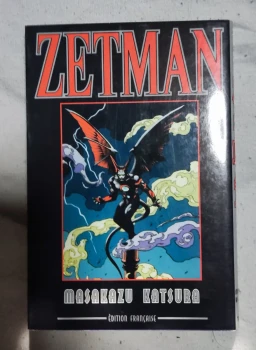 ZETMAN
MASAKAZU KATSURA
ÉDITION FRANÇAISE